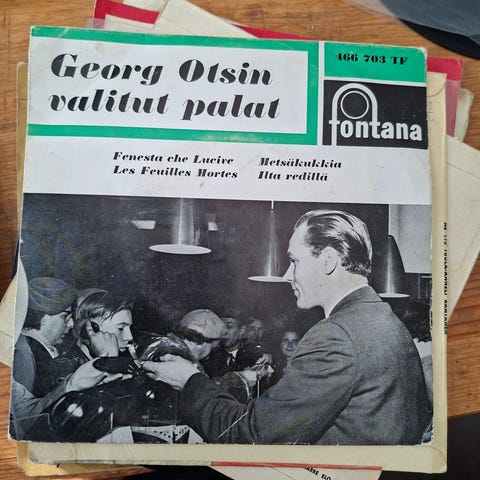 Georg Otsin
valitut palat
466 703 TF
fontana
Fenesta che Lucive
Les Feuilles Mortes
Metsäkukkia
Ilta redillä